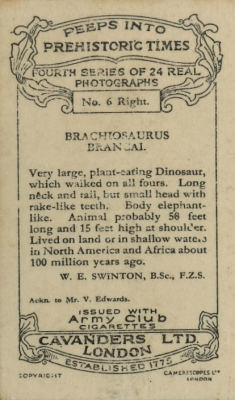 PEEPS INTO
PREHISTORIC TIMES
FOURTH SERIES OF 24 REAL
PHOTOGRAPHS
No. 6 Right.
BRACHIOSAURUS
BRANCAI.
Very large, plant-eating Dinosaur,
which walked on all fours. Long
neck and tail, but small head with
rake-like teeth. Body elephant-
like. Animal probably 56 feet
long and 15 feet high at shoulder.
Lived on land or in shallow waters
in North America and Africa about
100 million years ago.
W. E. SWINTON, B.Sc., F.Z.S.
Ackn. to Mr. V. Edwards.
ISSUED WITH
Army Club
CIGARETTES
CAVANDERS LTD.
LONDON
ESTABLISHED 1775
COPYRIGHT
CAMERASCOPES LTD
LONDON